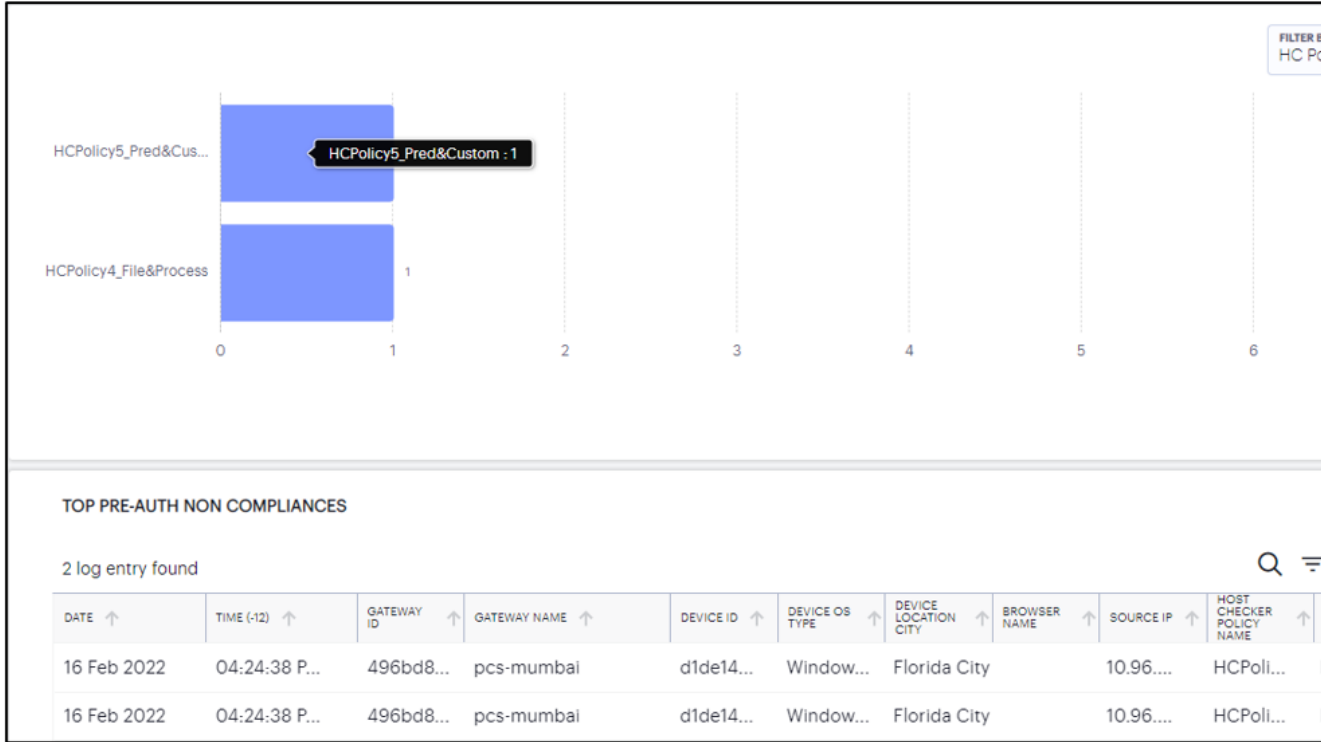 FILTER
HC
HCPolicy5_Pred&Cus...
HCPolicy5_Pred&Custom : 1
HCPolicy4_File&Process
1
0 1 2 3 4 5 6
TOP PRE-AUTH NON COMPLIANCES
2 log entry found
DATE TIME (-12) GATEWAY ID GATEWAY NAME DEVICE ID DEVICE OS TYPE DEVICE LOCATION CITY BROWSER NAME SOURCE IP HOST CHECKER POLICY NAME
16 Feb 2022 04:24:38 P... 496bd8... pcs-mumbai d1de14... Window... Florida City 10.96.... HCPoli...
16 Feb 2022 04:24:38 P... 496bd8... pcs-mumbai d1de14... Window... Florida City 10.96.... HCPoli...